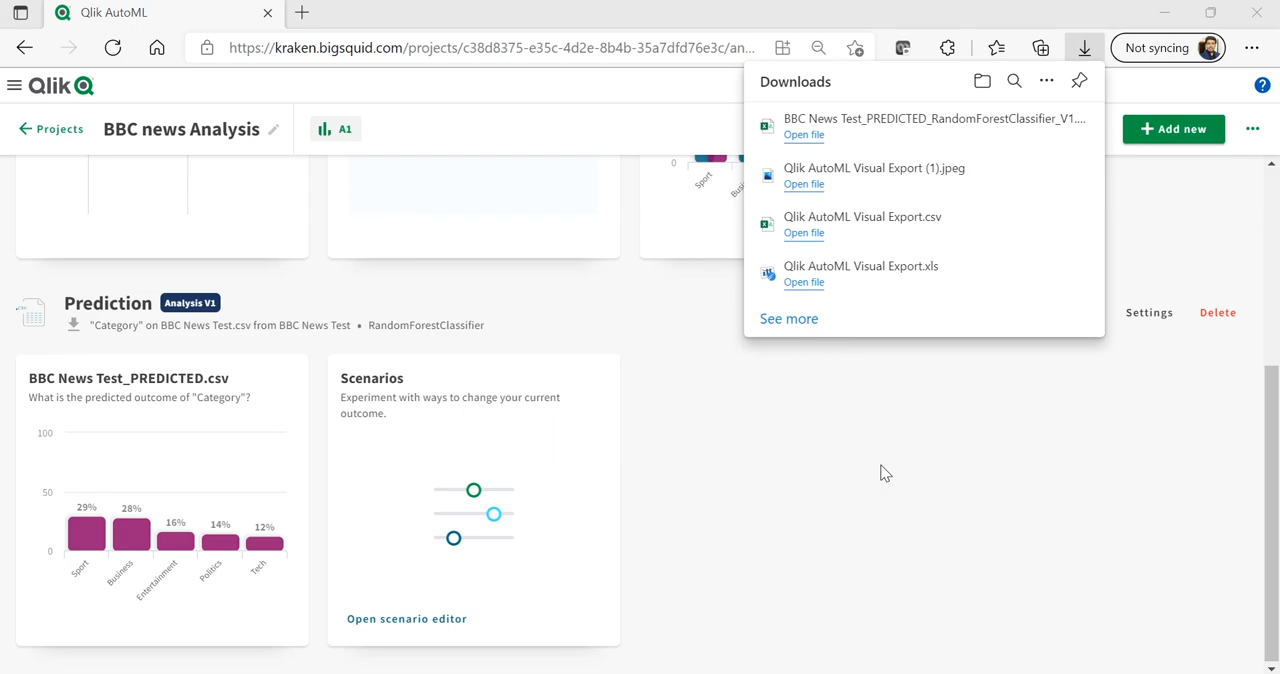 Qlik AutoML
https://kraken.bigsquid.com/projects/c38d8375-e35c-4d2e-8b4b-35a7dfd76e3c/an...
Not syncing
Downloads
BBC News Test_PREDICTED_RandomForestClassifier_V1....
Open file
Qlik AutoML Visual Export (1).jpeg
Open file
Qlik AutoML Visual Export.csv
Open file
Qlik AutoML Visual Export.xls
Open file
See more
Qlik
Projects
BBC news Analysis
A1
Add new
0
Sport
Prediction
Analysis V1
"Category" on BBC News Test.csv from BBC News Test • RandomForestClassifier
Settings
Delete
BBC News Test_PREDICTED.csv
What is the predicted outcome of "Category"?
100
50
0
29%
28%
16%
14%
12%
Sport
Business
Entertainment
Politics
Tech
Scenarios
Experiment with ways to change your current
outcome.
Open scenario editor